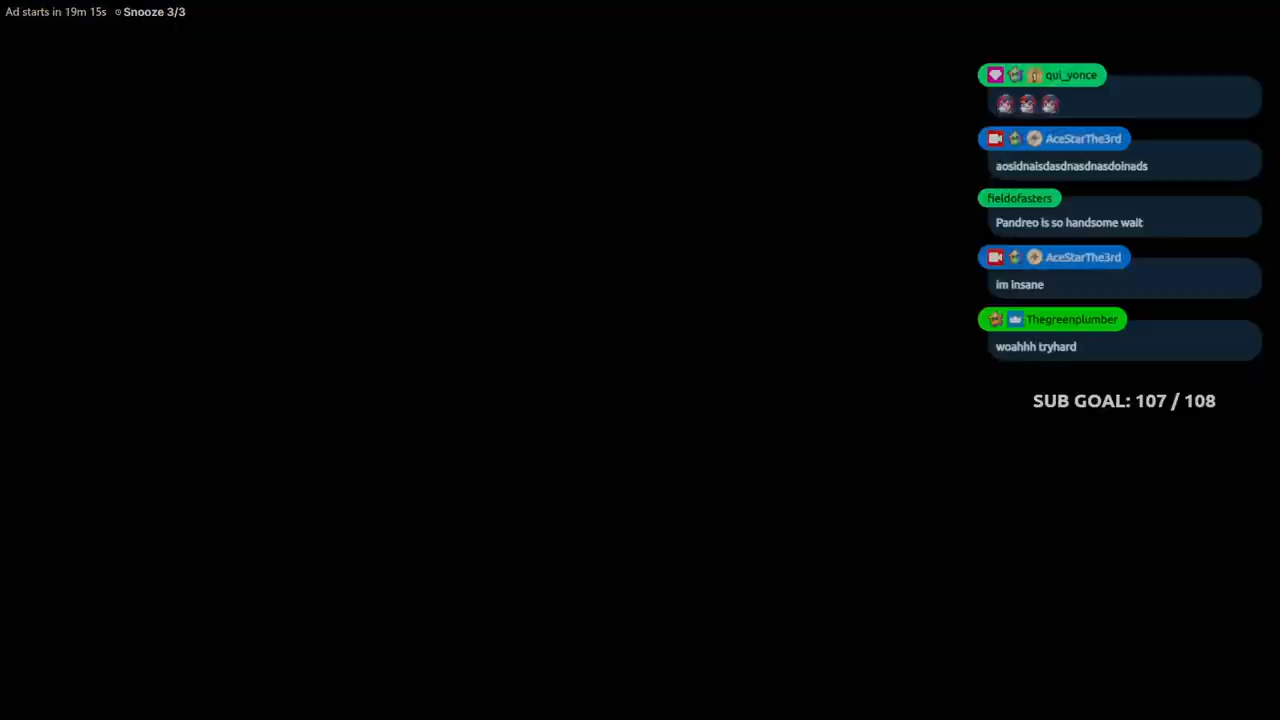 Ad starts in 19m 15s Snooze 3/3
qui_yonce
AceStarThe3rd
aosidnaisdasdnasdnasdoinads
fieldofasters
Pandreo is so handsome wait
AceStarThe3rd
im insane
Thegreenplumber
woahhh tryhard
SUB GOAL: 107 / 108